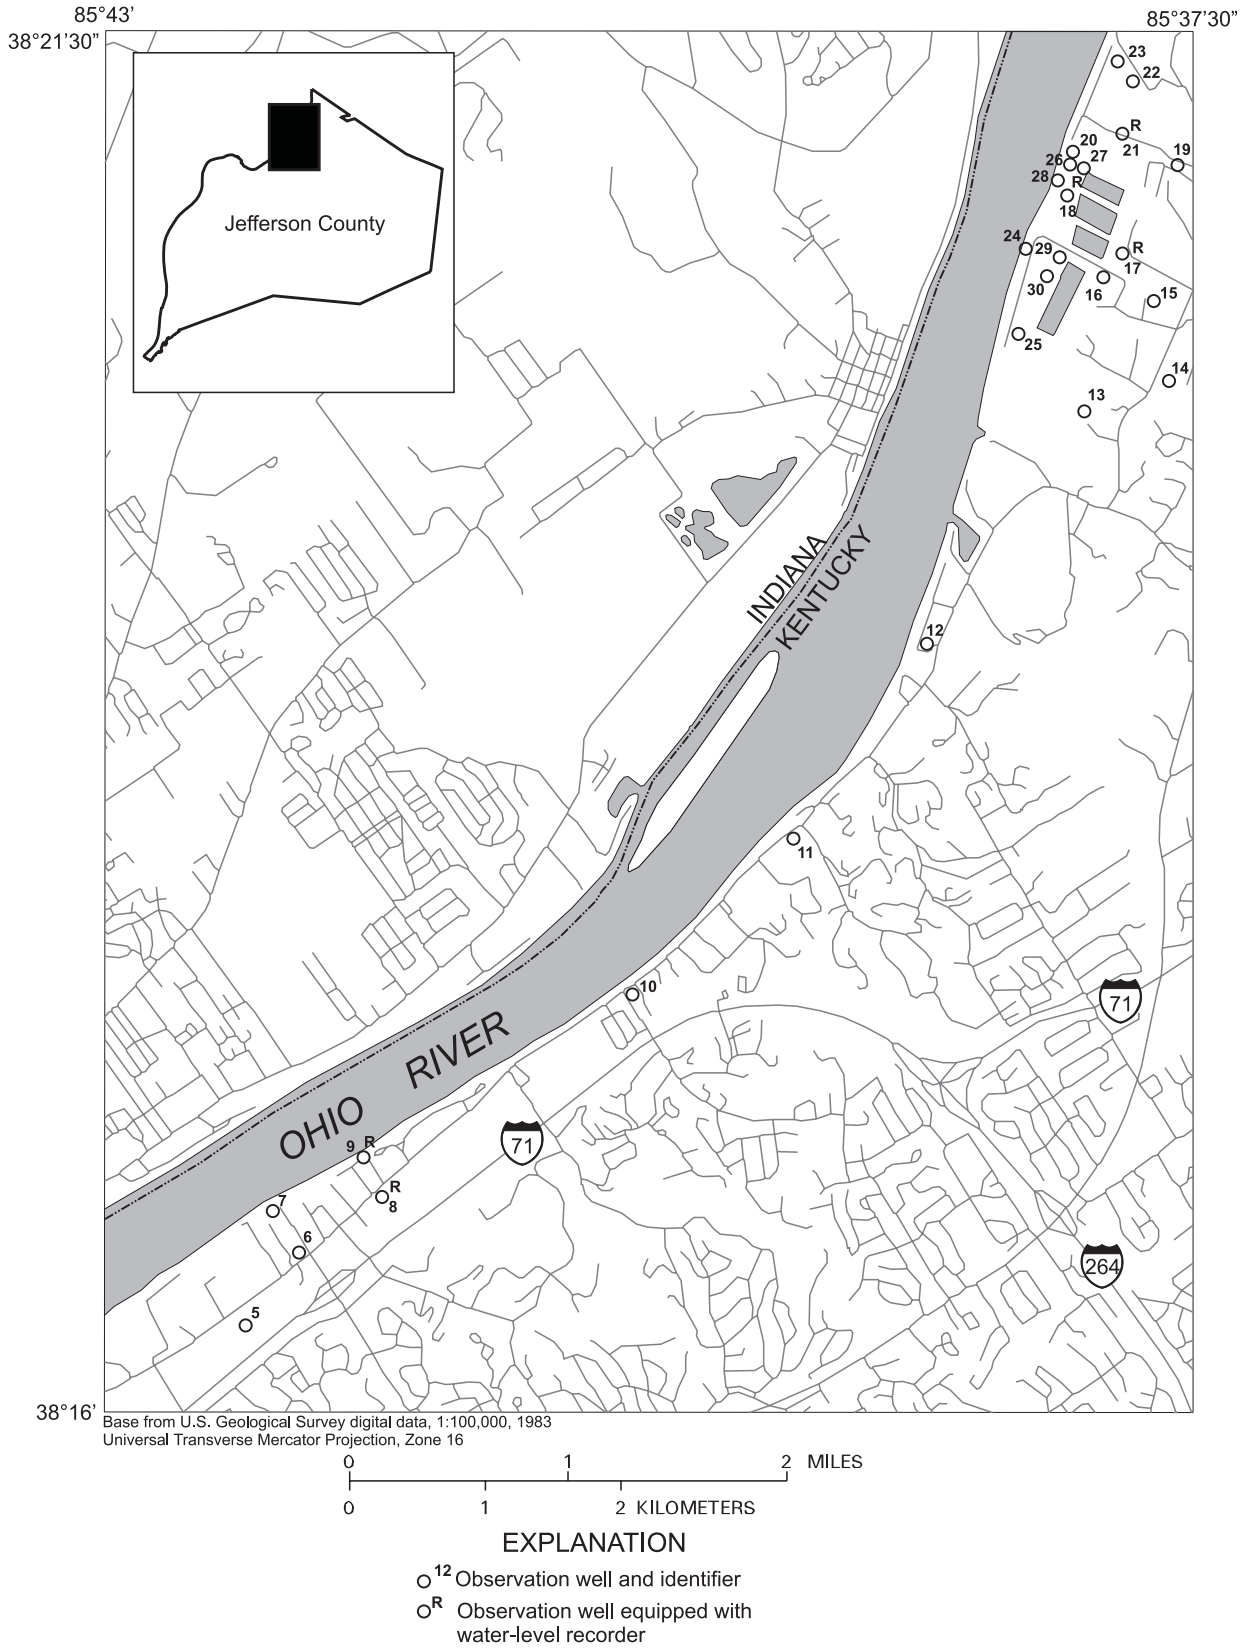 85°43’
85°37’30”
38°21’30”
Jefferson County
23
22
R
21
20
19
26
27
28
R
18
24
29
R
17
30
16
15
25
14
13
INDIANA
KENTUCKY
12
11
10
71
OHIO RIVER
71
9 R
R
8
7
6
264
5
38°16’
Base from U.S. Geological Survey digital data, 1:100,000, 1983
Universal Transverse Mercator Projection, Zone 16
0 1 2 MILES
0 1 2 KILOMETERS
EXPLANATION
12 Observation well and identifier
R Observation well equipped with
water-level recorder